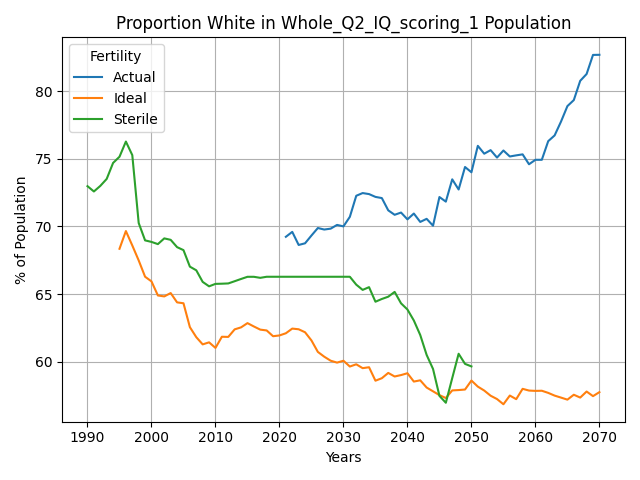 Proportion White in Whole_Q2_IQ_scoring_1 Population
Fertility
Actual
Ideal
Sterile
% of Population
80
75
70
65
60
1990 2000 2010 2020 2030 2040 2050 2060 2070
Years